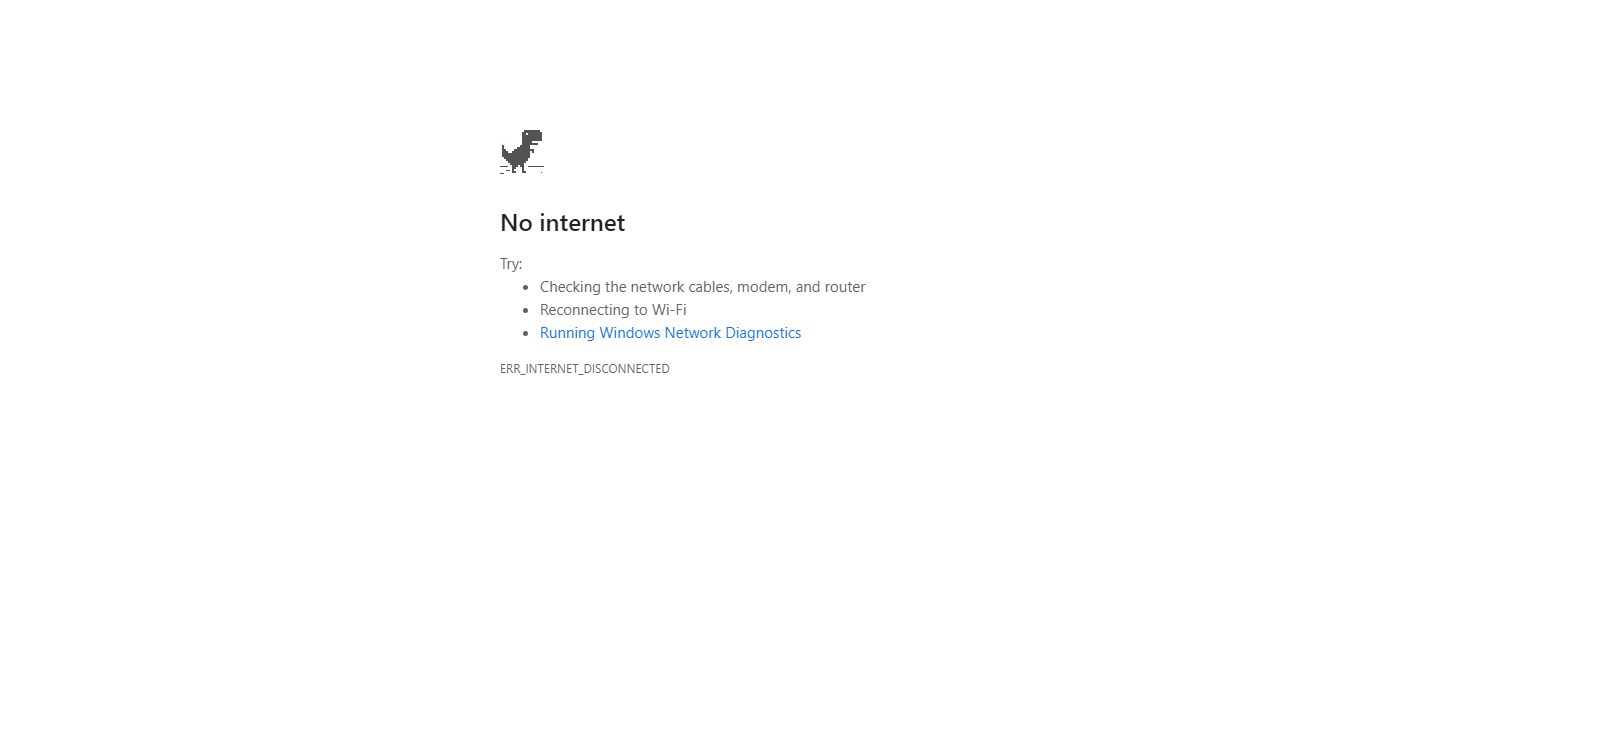 No internet
Try:
Checking the network cables, modem, and router
Reconnecting to Wi-Fi
Running Windows Network Diagnostics
ERR_INTERNET_DISCONNECTED